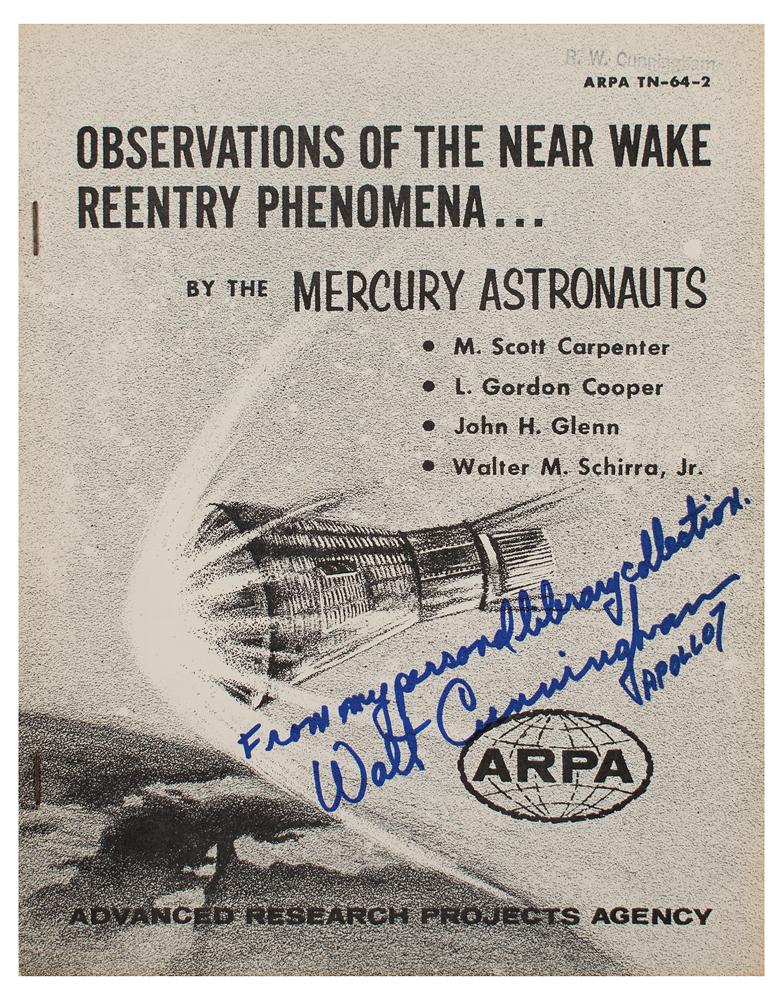 R. W. Cunningham
ARPA TN-64-2
OBSERVATIONS OF THE NEAR WAKE
REENTRY PHENOMENA...
BY THE MERCURY ASTRONAUTS
• M. Scott Carpenter
• L. Gordon Cooper
• John H. Glenn
• Walter M. Schirra, Jr.
From my personal library collection.
Walt Cunningham
APOLLO 7
ARPA
ADVANCED RESEARCH PROJECTS AGENCY